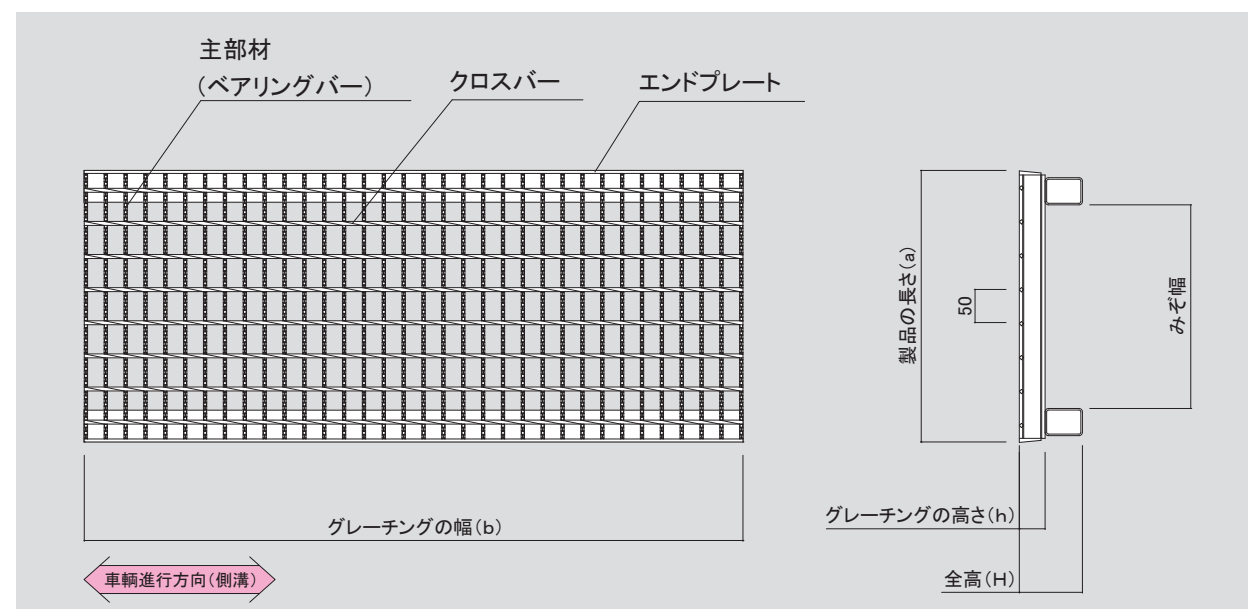 主部材
(ベアリングバー)
クロスバー
エンドプレート
製品の長さ(a)
50
みぞ幅
グレーチングの幅(b)
グレーチングの高さ(h)
車輌進行方向(側溝)
全高(H)